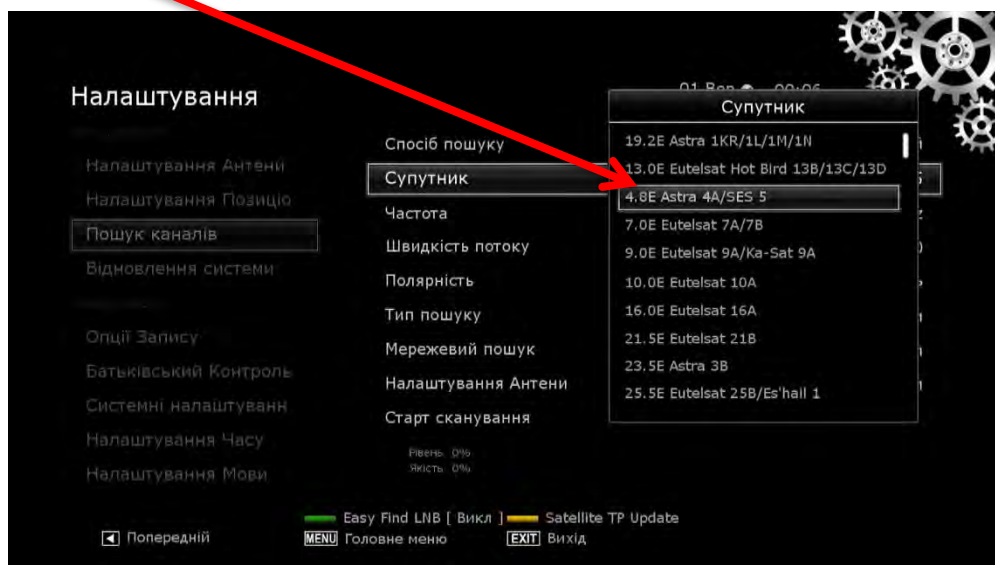 Налаштування
01 Вер 00:06
Налаштування Антени
Налаштування Позиціо
Пошук каналів
Відновлення системи
Опції Запису
Батьківський Контроль
Системні налаштуванн
Налаштування Часу
Налаштування Мови
Спосіб пошуку
Супутник
Частота
Швидкість потоку
Полярність
Тип пошуку
Мережевий пошук
Налаштування Антени
Старт сканування
Рівень 0%
Якість 0%
Супутник
19.2E Astra 1KR/1L/1M/1N
13.0E Eutelsat Hot Bird 13B/13C/13D
4.8E Astra 4A/SES 5
7.0E Eutelsat 7A/7B
9.0E Eutelsat 9A/Ka-Sat 9A
10.0E Eutelsat 10A
16.0E Eutelsat 16A
21.5E Eutelsat 21B
23.5E Astra 3B
25.5E Eutelsat 25B/Es'hail 1
Easy Find LNB [ Викл ] Satellite TP Update
Попередній MENU Головне меню EXIT Вихід